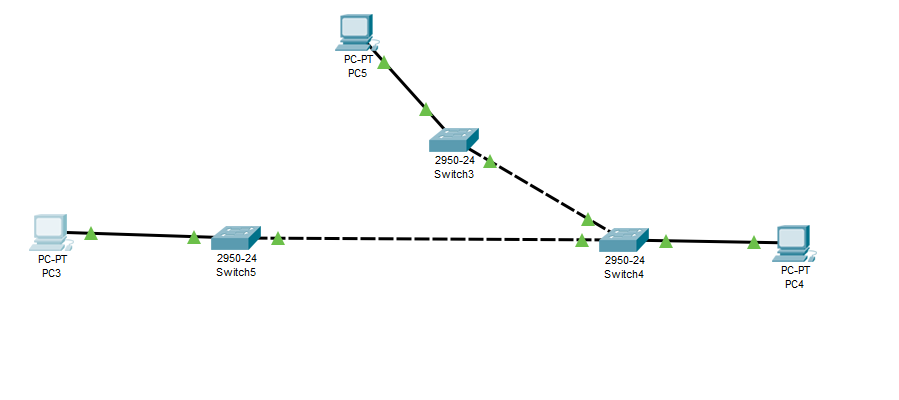 PC-PT
PC5
2950-24
Switch3
PC-PT
PC3
2950-24
Switch5
2950-24
Switch4
PC-PT
PC4